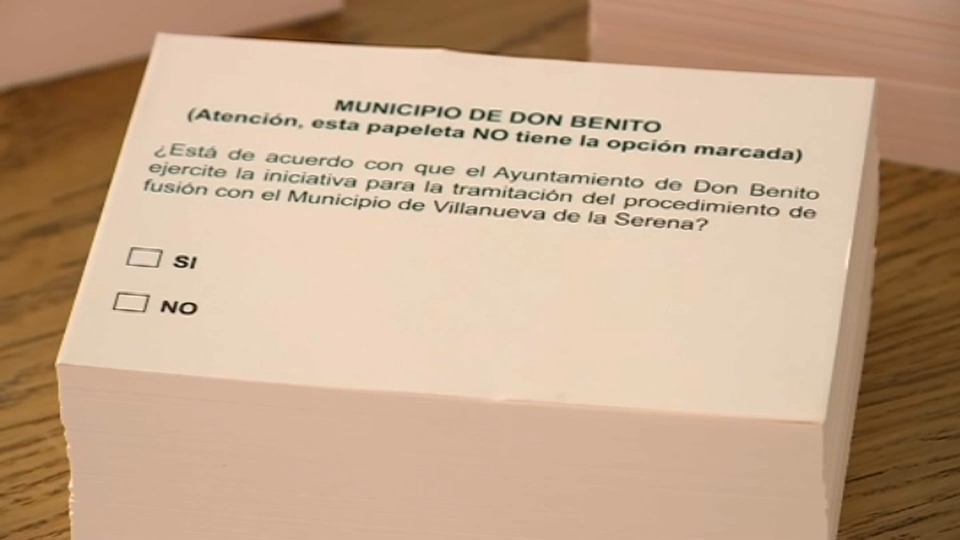 MUNICIPIO DE DON BENITO
(Atención, esta papeleta NO tiene la opción marcada)
¿Está de acuerdo con que el Ayuntamiento de Don Benito
ejercite la iniciativa para la tramitación del procedimiento de
fusión con el Municipio de Villanueva de la Serena?
SI
NO